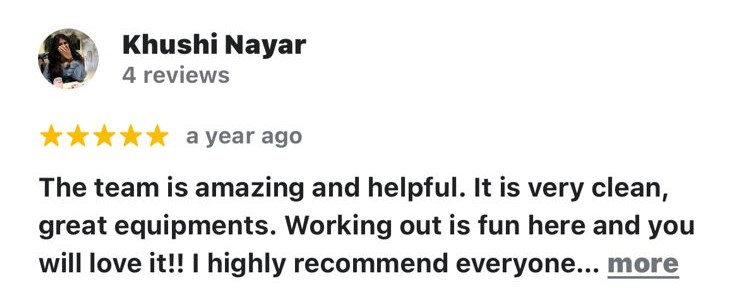 Khushi Nayar
4 reviews
a year ago
The team is amazing and helpful. It is very clean,
great equipments. Working out is fun here and you
will love it!! I highly recommend everyone... more